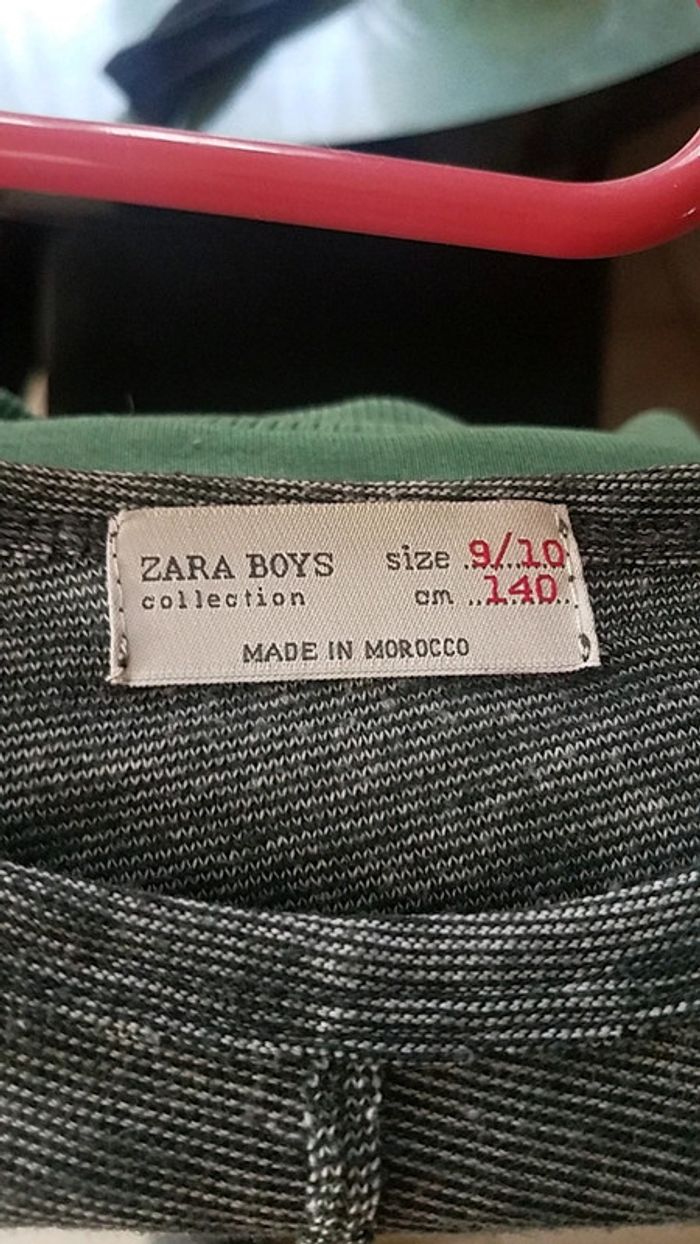 ZARA BOYS size ..9/..10
collection cm ..140..
MADE IN MOROCCO